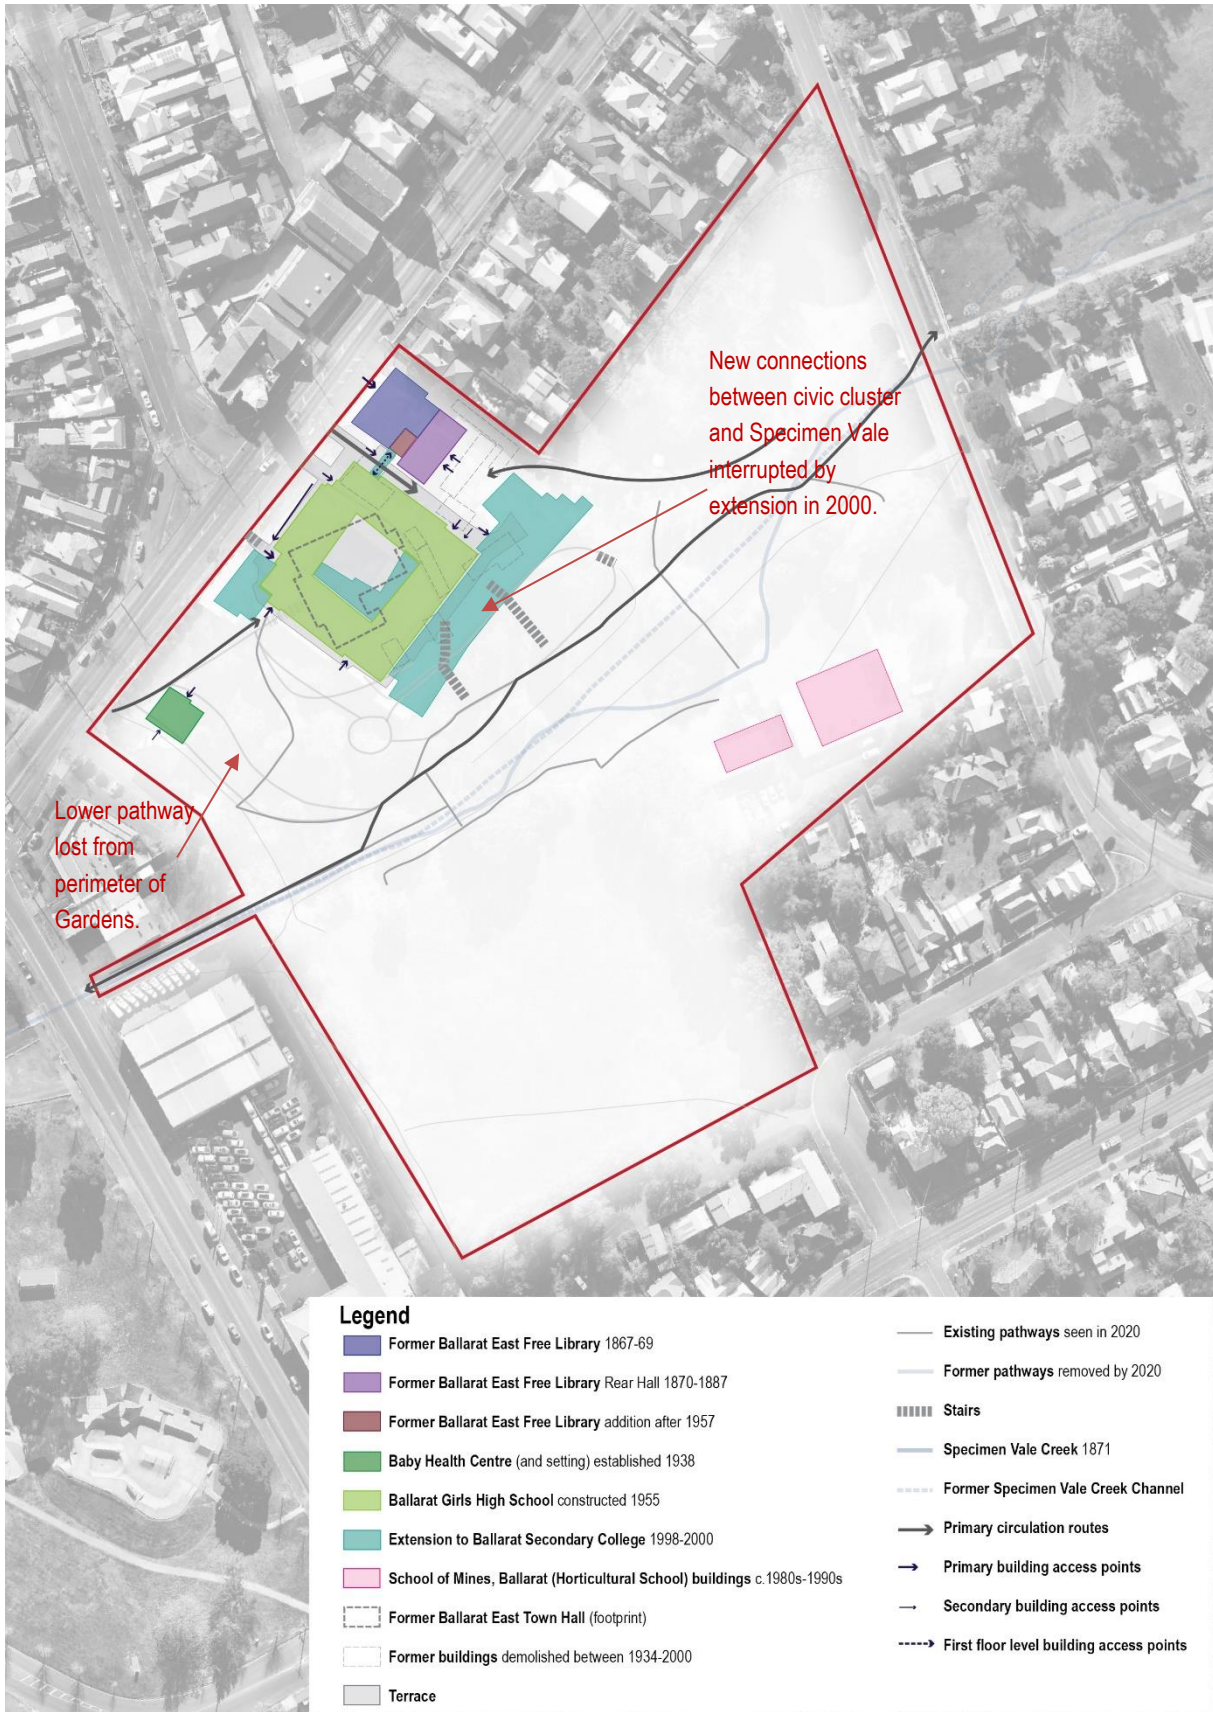 New connections
between civic cluster
and Specimen Vale
interrupted by
extension in 2000.
Lower pathway
lost from
perimeter of
Gardens.
Legend
Former Ballarat East Free Library 1867-69
Former Ballarat East Free Library Rear Hall 1870-1887
Former Ballarat East Free Library addition after 1957
Baby Health Centre (and setting) established 1938
Ballarat Girls High School constructed 1955
Extension to Ballarat Secondary College 1998-2000
School of Mines, Ballarat (Horticultural School) buildings c.1980s-1990s
Former Ballarat East Town Hall (footprint)
Former buildings demolished between 1934-2000
Terrace
Existing pathways seen in 2020
Former pathways removed by 2020
Stairs
Specimen Vale Creek 1871
Former Specimen Vale Creek Channel
Primary circulation routes
Primary building access points
Secondary building access points
First floor level building access points